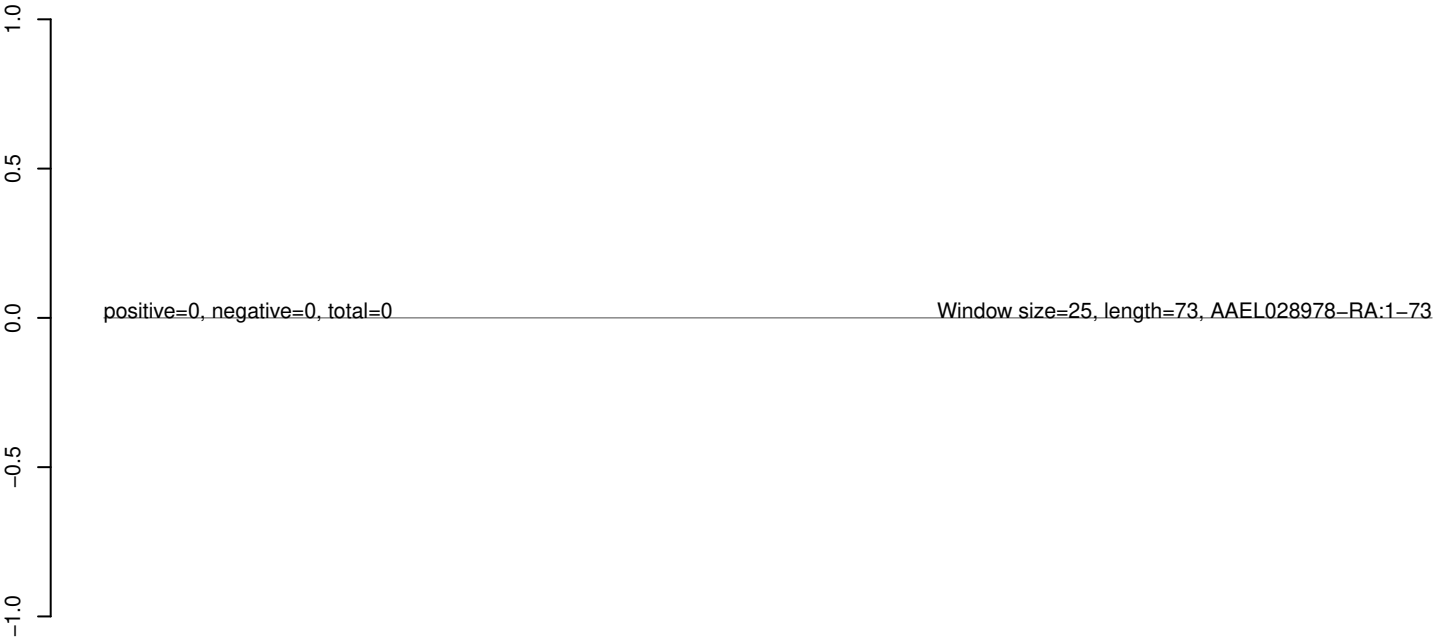 1.0
0.5
0.0
−0.5
−1.0
positive=0, negative=0, total=0
Window size=25, length=73, AAEL028978−RA:1−73